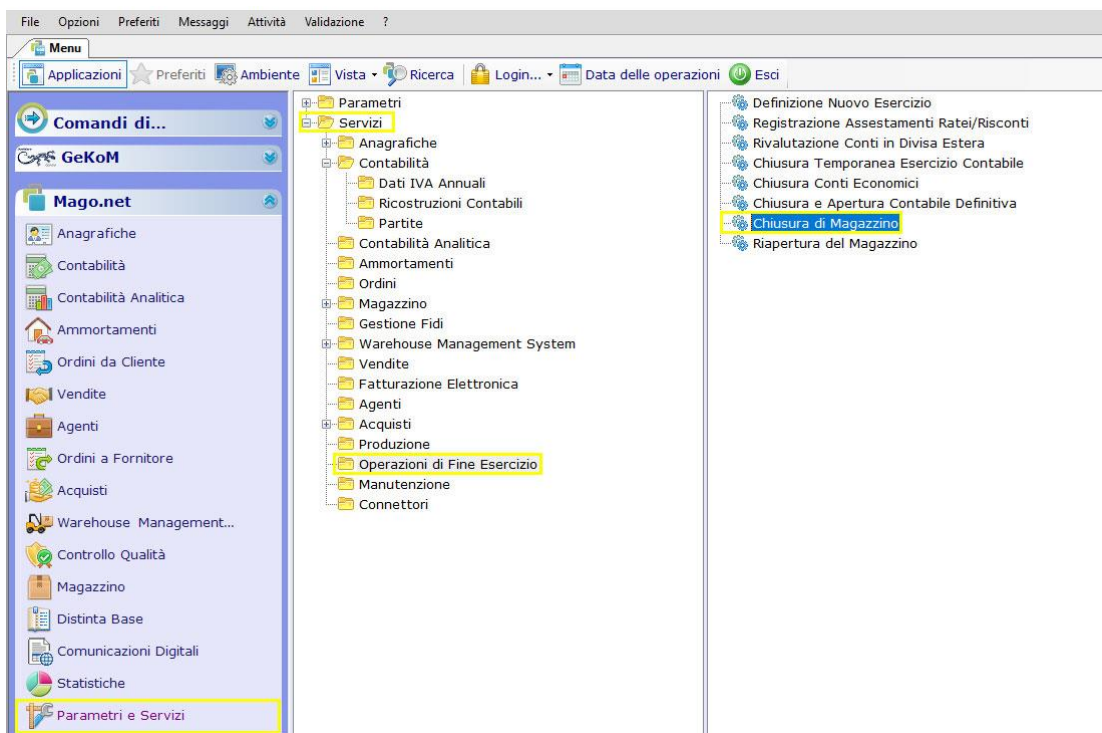 File Opzioni Preferiti Messaggi Attività Validazione ?
Menu
Applicazioni Preferiti Ambiente Vista Ricerca Login... Data delle operazioni Esci
Comandi di...
GeKoM
Mago.net
Anagrafiche
Contabilità
Contabilità Analitica
Ammortamenti
Ordini da Cliente
Vendite
Agenti
Ordini a Fornitore
Acquisti
Warehouse Management...
Controllo Qualità
Magazzino
Distinta Base
Comunicazioni Digitali
Statistiche
Parametri e Servizi
Parametri
Servizi
Anagrafiche
Contabilità
Dati IVA Annuali
Ricostruzioni Contabili
Partite
Contabilità Analitica
Ammortamenti
Ordini
Magazzino
Gestione Fidi
Warehouse Management System
Vendite
Fatturazione Elettronica
Agenti
Acquisti
Produzione
Operazioni di Fine Esercizio
Manutenzione
Connettori
Definizione Nuovo Esercizio
Registrazione Assestamenti Ratei/Risconti
Rivalutazione Conti in Divisa Estera
Chiusura Temporanea Esercizio Contabile
Chiusura Conti Economici
Chiusura e Apertura Contabile Definitiva
Chiusura di Magazzino
Riapertura del Magazzino